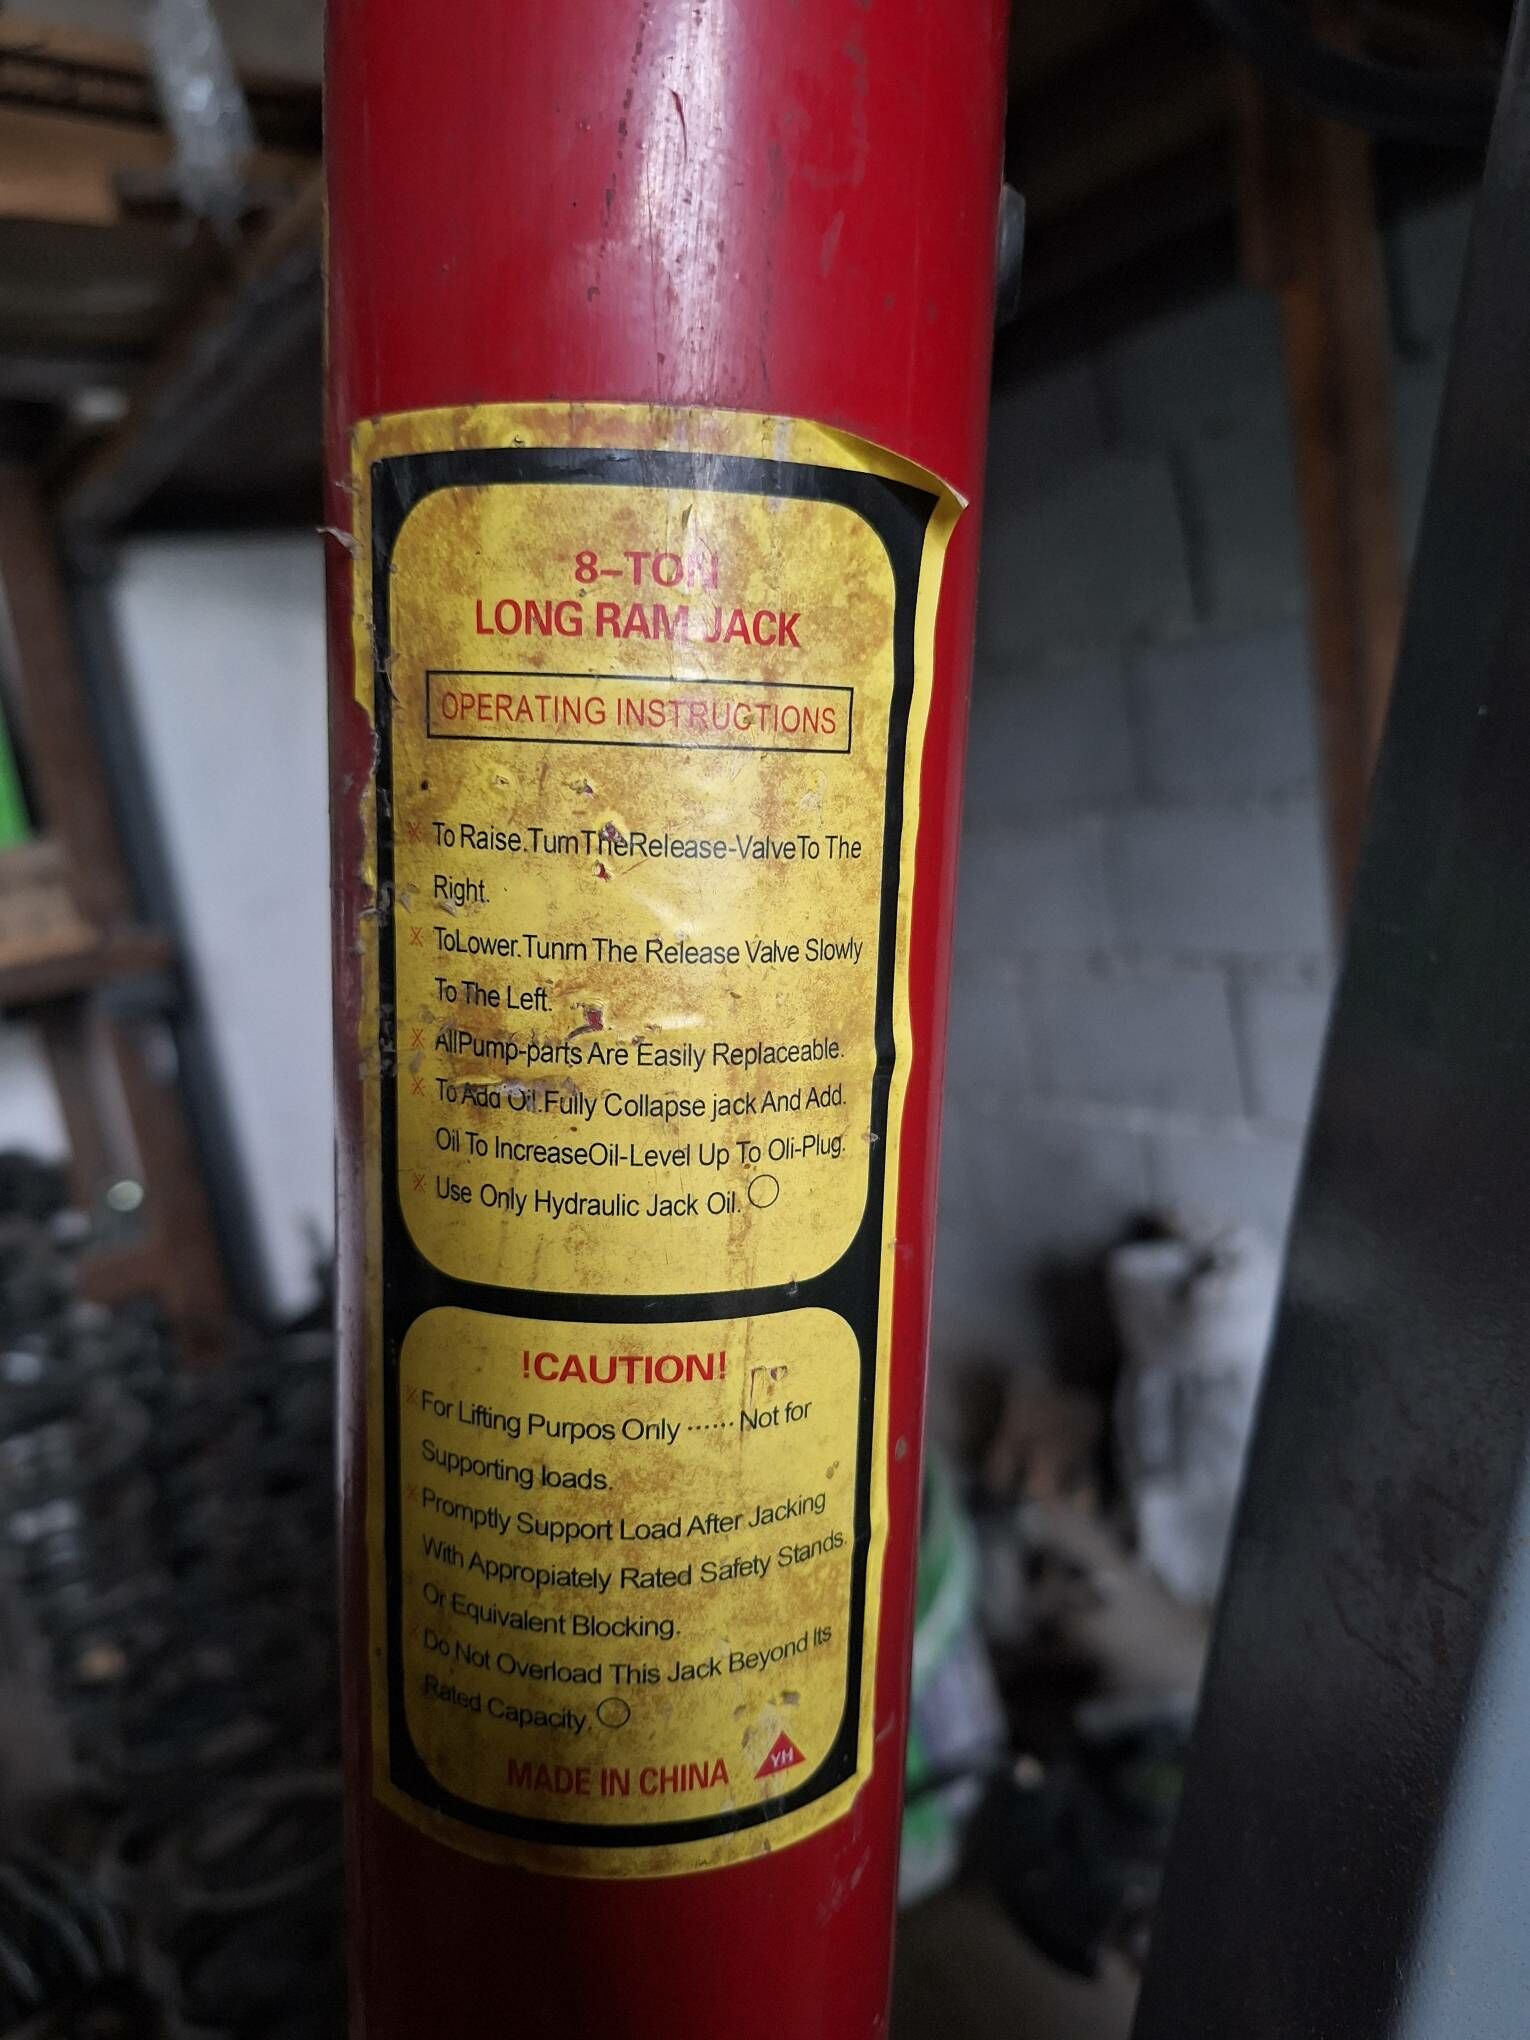 8-TON
LONG RAM JACK
OPERATING INSTRUCTIONS
※ To Raise.TurnTheRelease-ValveTo The
Right.
※ ToLower.Tunrn The Release Valve Slowly
To The Left.
※ AllPump-parts Are Easily Replaceable.
※ To Add Oil.Fully Collapse jack And Add.
Oil To IncreaseOil-Level Up To Oli-Plug.
※ Use Only Hydraulic Jack Oil.
!CAUTION!
※ For Lifting Purpos Only ······ Not for
Supporting loads.
※ Promptly Support Load After Jacking
With Appropiately Rated Safety Stands.
Or Equivalent Blocking.
※ Do Not Overload This Jack Beyond Its
Rated Capacity.
MADE IN CHINA YH